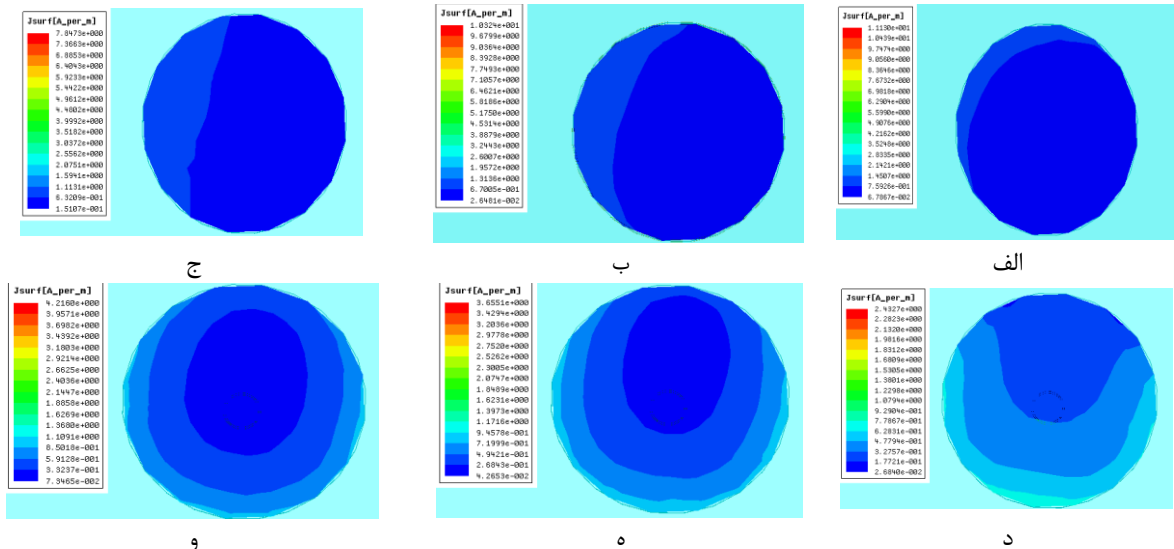 Jsurf[A_per_m]
7.8473e+000
7.3663e+000
6.8853e+000
6.4043e+000
5.9233e+000
5.4422e+000
4.9612e+000
4.4802e+000
3.9992e+000
3.5182e+000
3.0372e+000
2.5562e+000
2.0751e+000
1.5941e+000
1.1131e+000
6.3209e-001
1.5107e-001
ج
Jsurf[A_per_m]
1.0324e+001
9.6799e+000
9.0364e+000
8.3928e+000
7.7493e+000
7.1057e+000
6.4621e+000
5.8186e+000
5.1750e+000
4.5314e+000
3.8879e+000
3.2443e+000
2.6007e+000
1.9572e+000
1.3136e+000
6.7005e-001
2.6481e-002
ب
Jsurf[A_per_m]
1.1130e+001
1.0439e+001
9.7474e+000
9.0560e+000
8.3646e+000
7.6732e+000
6.9818e+000
6.2904e+000
5.5990e+000
4.9076e+000
4.2162e+000
3.5248e+000
2.8335e+000
2.1421e+000
1.4507e+000
7.5926e-001
6.7867e-002
الف
Jsurf[A_per_m]
4.2160e+000
3.9571e+000
3.6982e+000
3.4392e+000
3.1803e+000
2.9214e+000
2.6625e+000
2.4036e+000
2.1447e+000
1.8858e+000
1.6269e+000
1.3680e+000
1.1091e+000
8.5018e-001
5.9128e-001
3.3237e-001
7.3465e-002
و
Jsurf[A_per_m]
3.6551e+000
3.4294e+000
3.2036e+000
2.9778e+000
2.7520e+000
2.5262e+000
2.3005e+000
2.0747e+000
1.8489e+000
1.6231e+000
1.3973e+000
1.1716e+000
9.4578e-001
7.1999e-001
4.9421e-001
2.6843e-001
4.2653e-002
ه
Jsurf[A_per_m]
2.4327e+000
2.2823e+000
2.1320e+000
1.9816e+000
1.8312e+000
1.6809e+000
1.5305e+000
1.3801e+000
1.2298e+000
1.0794e+000
9.2904e-001
7.7867e-001
6.2831e-001
4.7794e-001
3.2757e-001
1.7721e-001
2.6840e-002
د